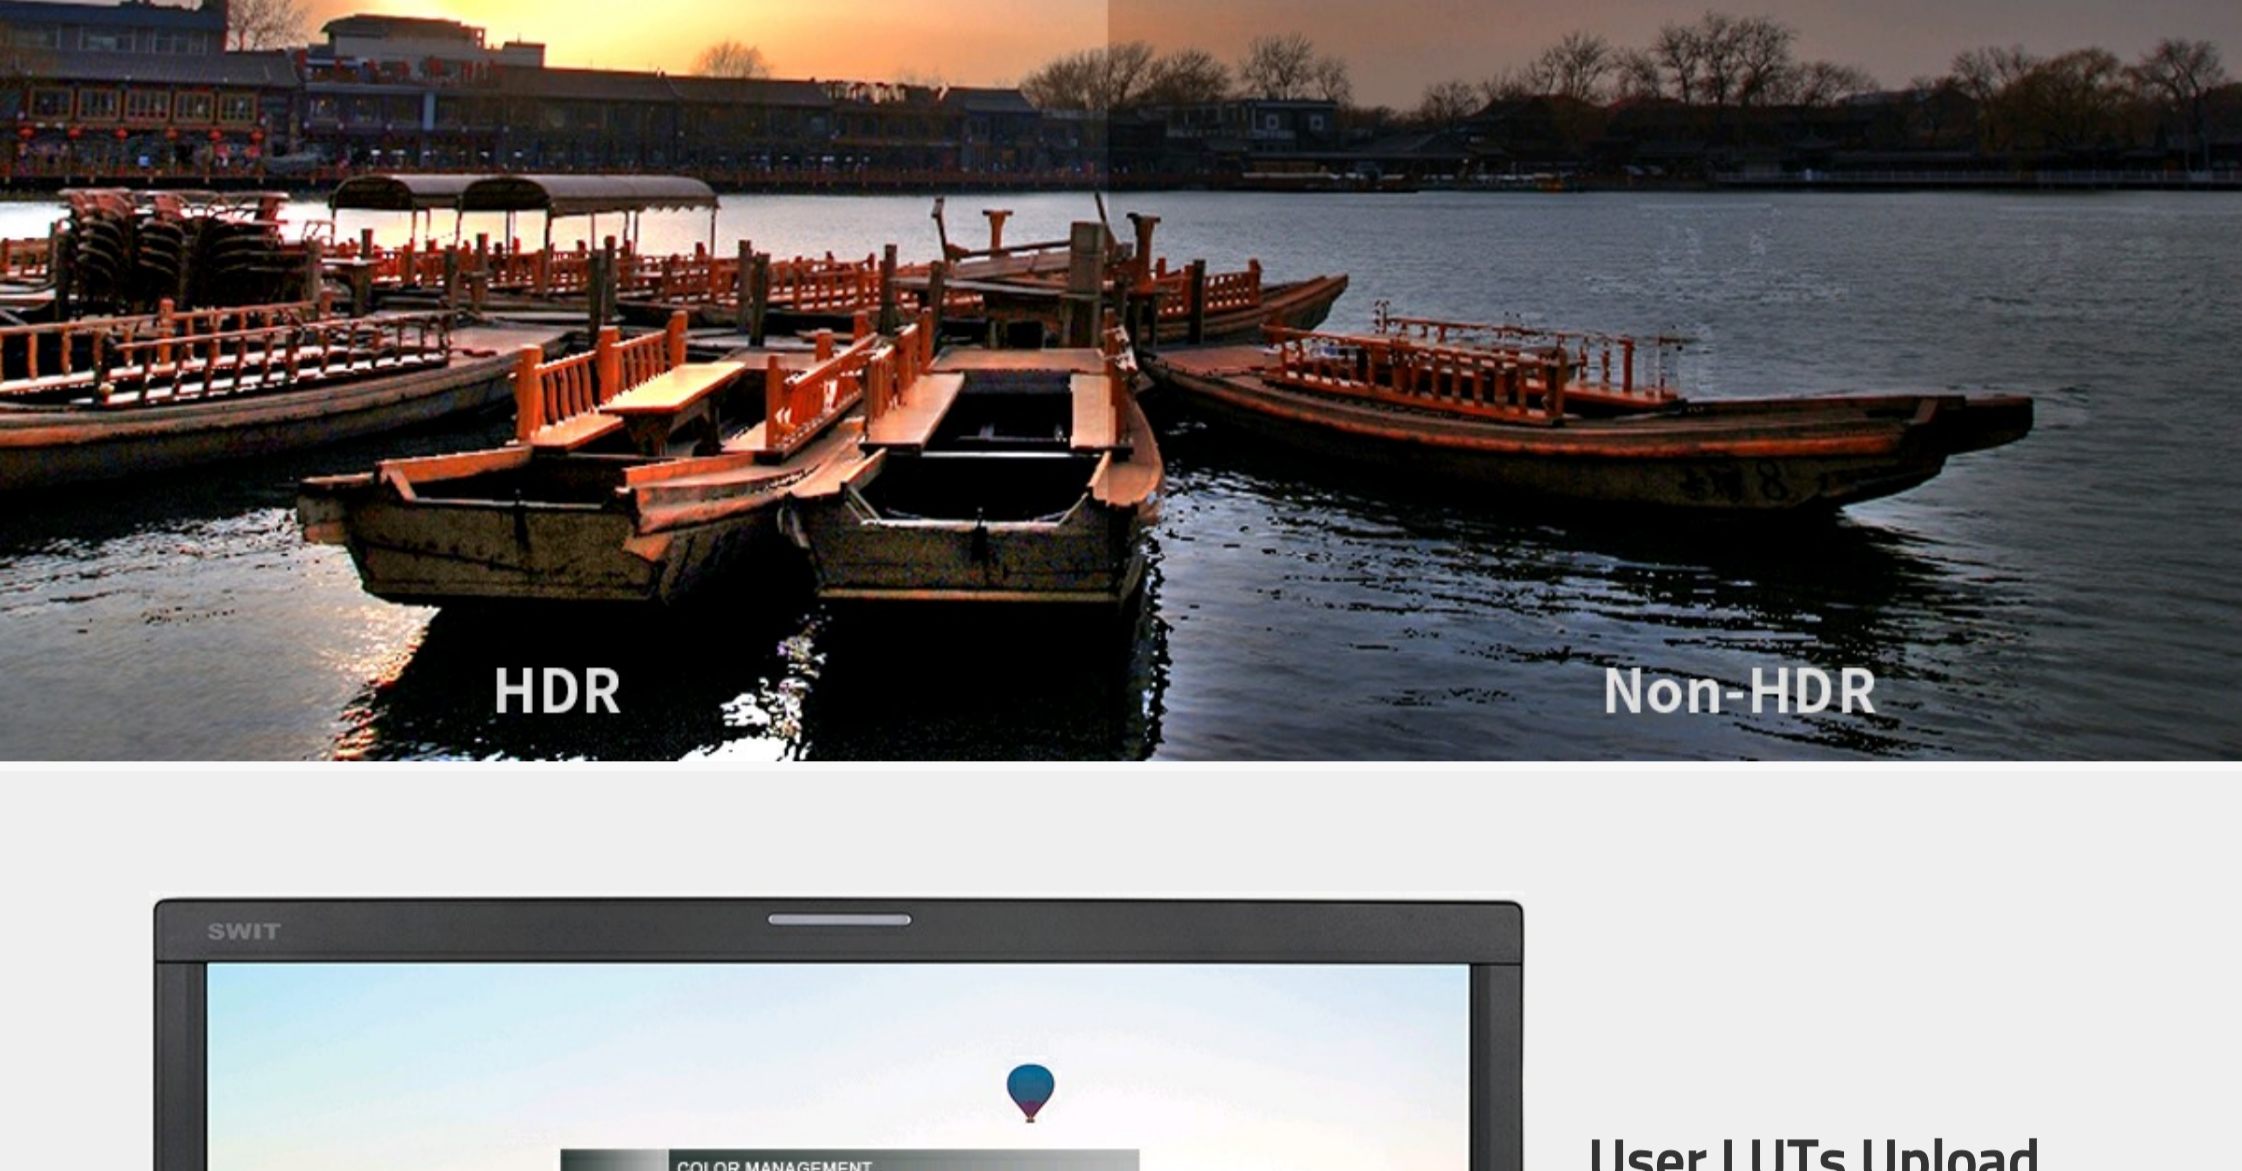 HDR
Non-HDR
SWIT
COLOR MANAGEMENT
User LUTs Upload